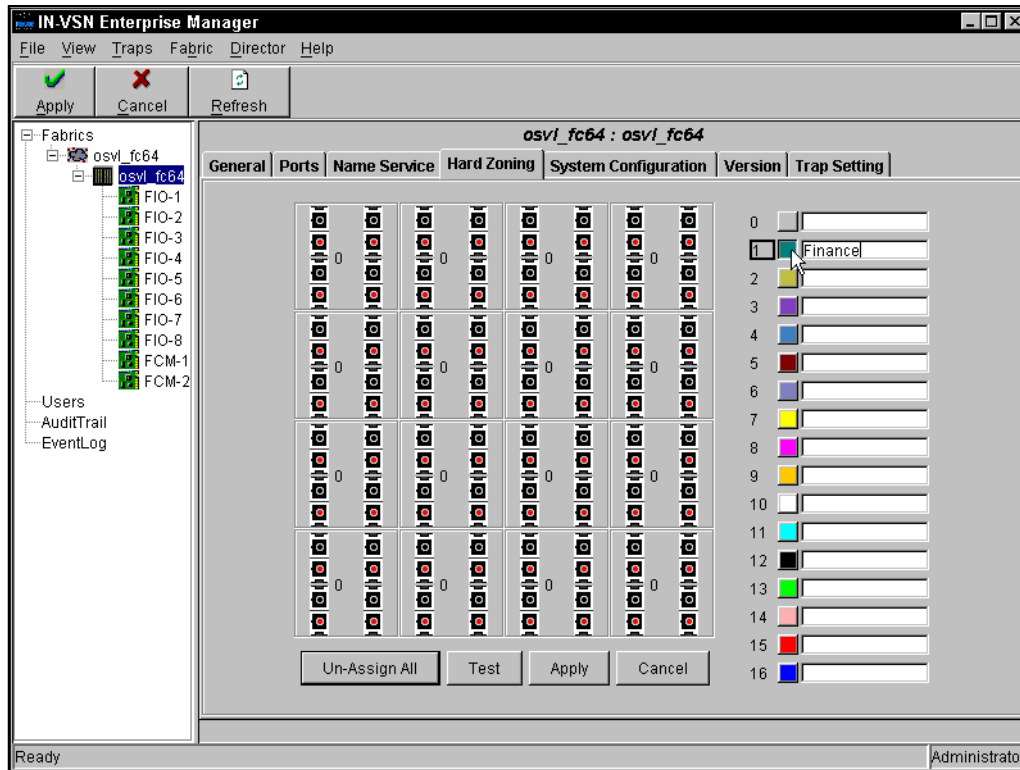 IN-VSN Enterprise Manager
File View Traps Fabric Director Help
Apply Cancel Refresh
Fabrics
osvl_fc64
osvl_fc64
FIO-1
FIO-2
FIO-3
FIO-4
FIO-5
FIO-6
FIO-7
FIO-8
FCM-1
FCM-2
Users
AuditTrail
EventLog
osvl_fc64 : osvl_fc64
General Ports Name Service Hard Zoning System Configuration Version Trap Setting
0 0 0 0
0 0 0 0
0 0 0 0
0 0 0 0
0
1 Finance
2
3
4
5
6
7
8
9
10
11
12
13
14
15
16
Un-Assign All Test Apply Cancel
Ready Administrato